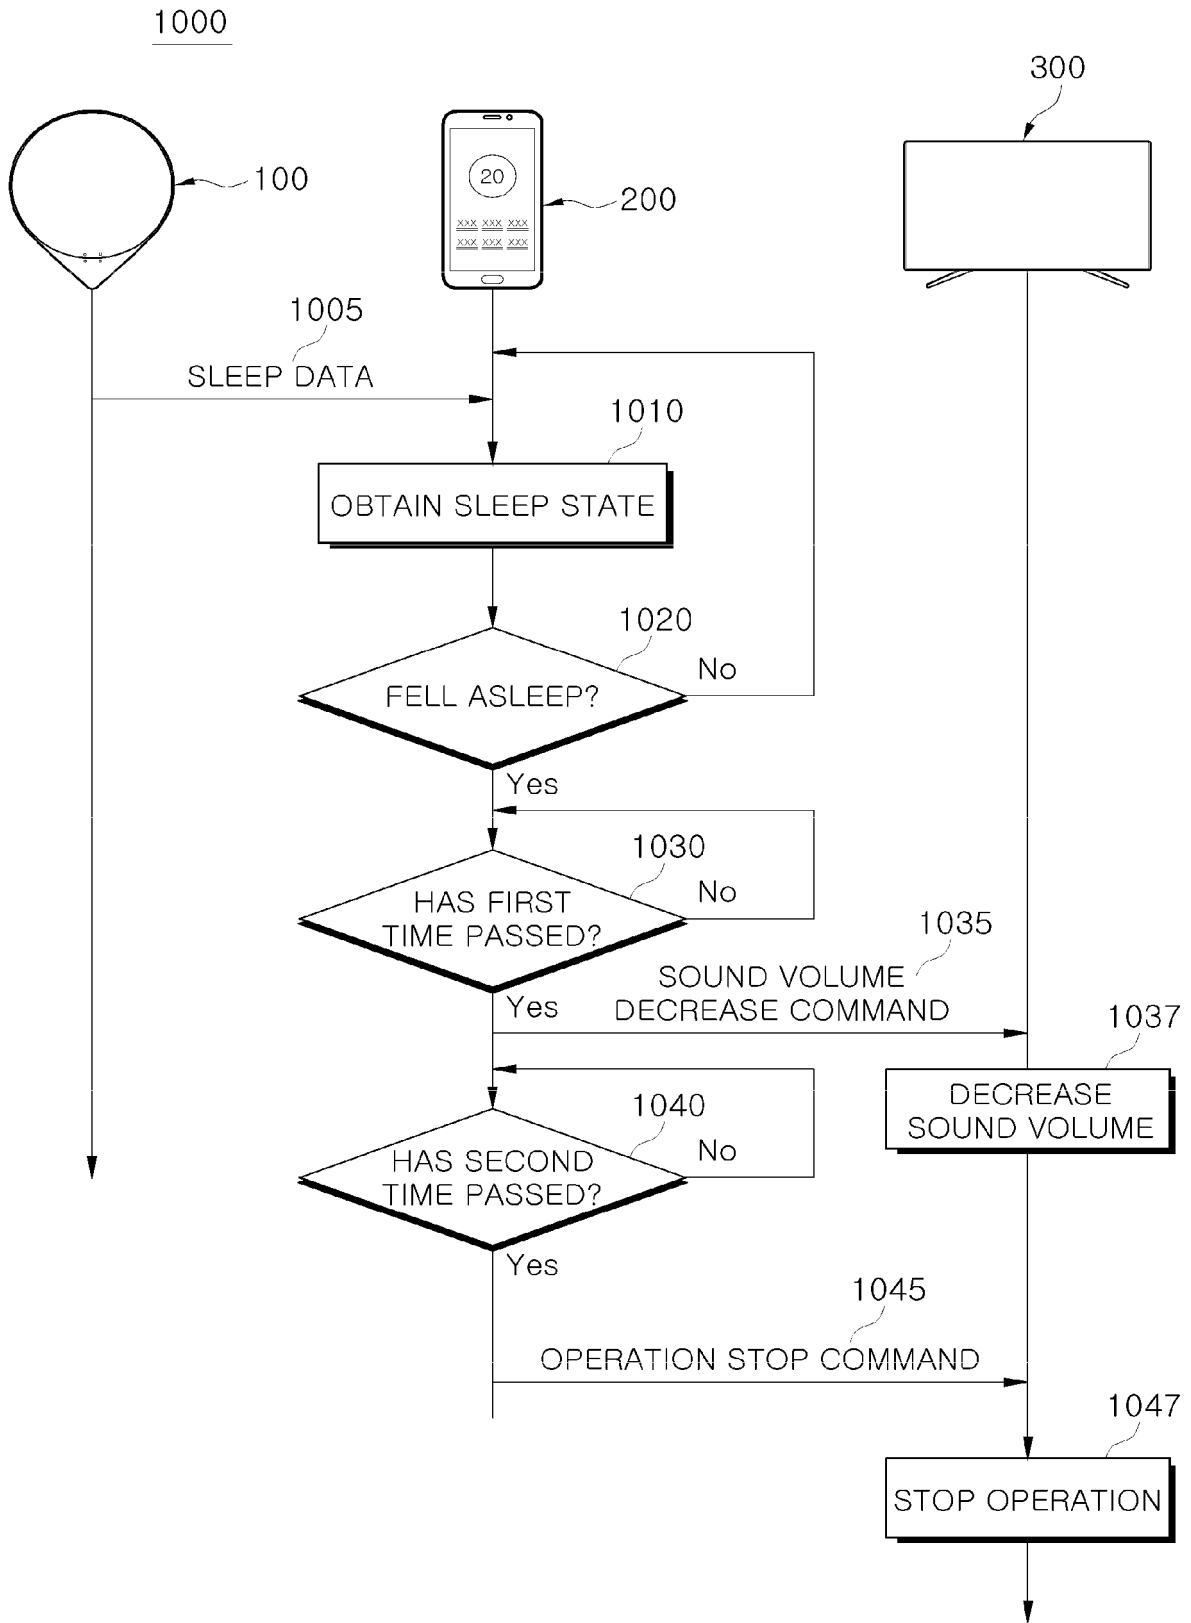 1000
300
100
20
200
xxx xxx xxx
xxx xxx xxx
1005
SLEEP DATA
1010
OBTAIN SLEEP STATE
1020
No
FELL ASLEEP?
Yes
1030
No
HAS FIRST
TIME PASSED?
1035
SOUND VOLUME
DECREASE COMMAND
Yes
1037
DECREASE
SOUND VOLUME
1040
No
HAS SECOND
TIME PASSED?
Yes
1045
OPERATION STOP COMMAND
1047
STOP OPERATION